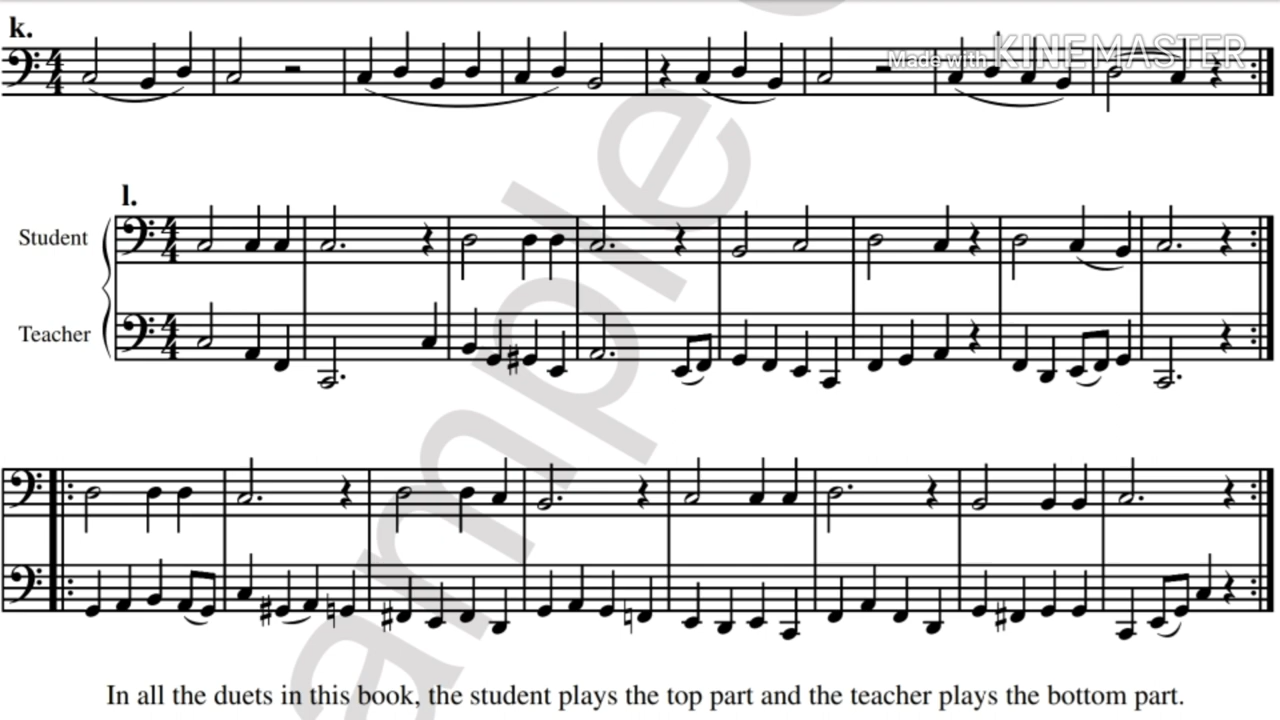 k.
Made with KINEMASTER
l.
Student
Teacher
In all the duets in this book, the student plays the top part and the teacher plays the bottom part.
ample